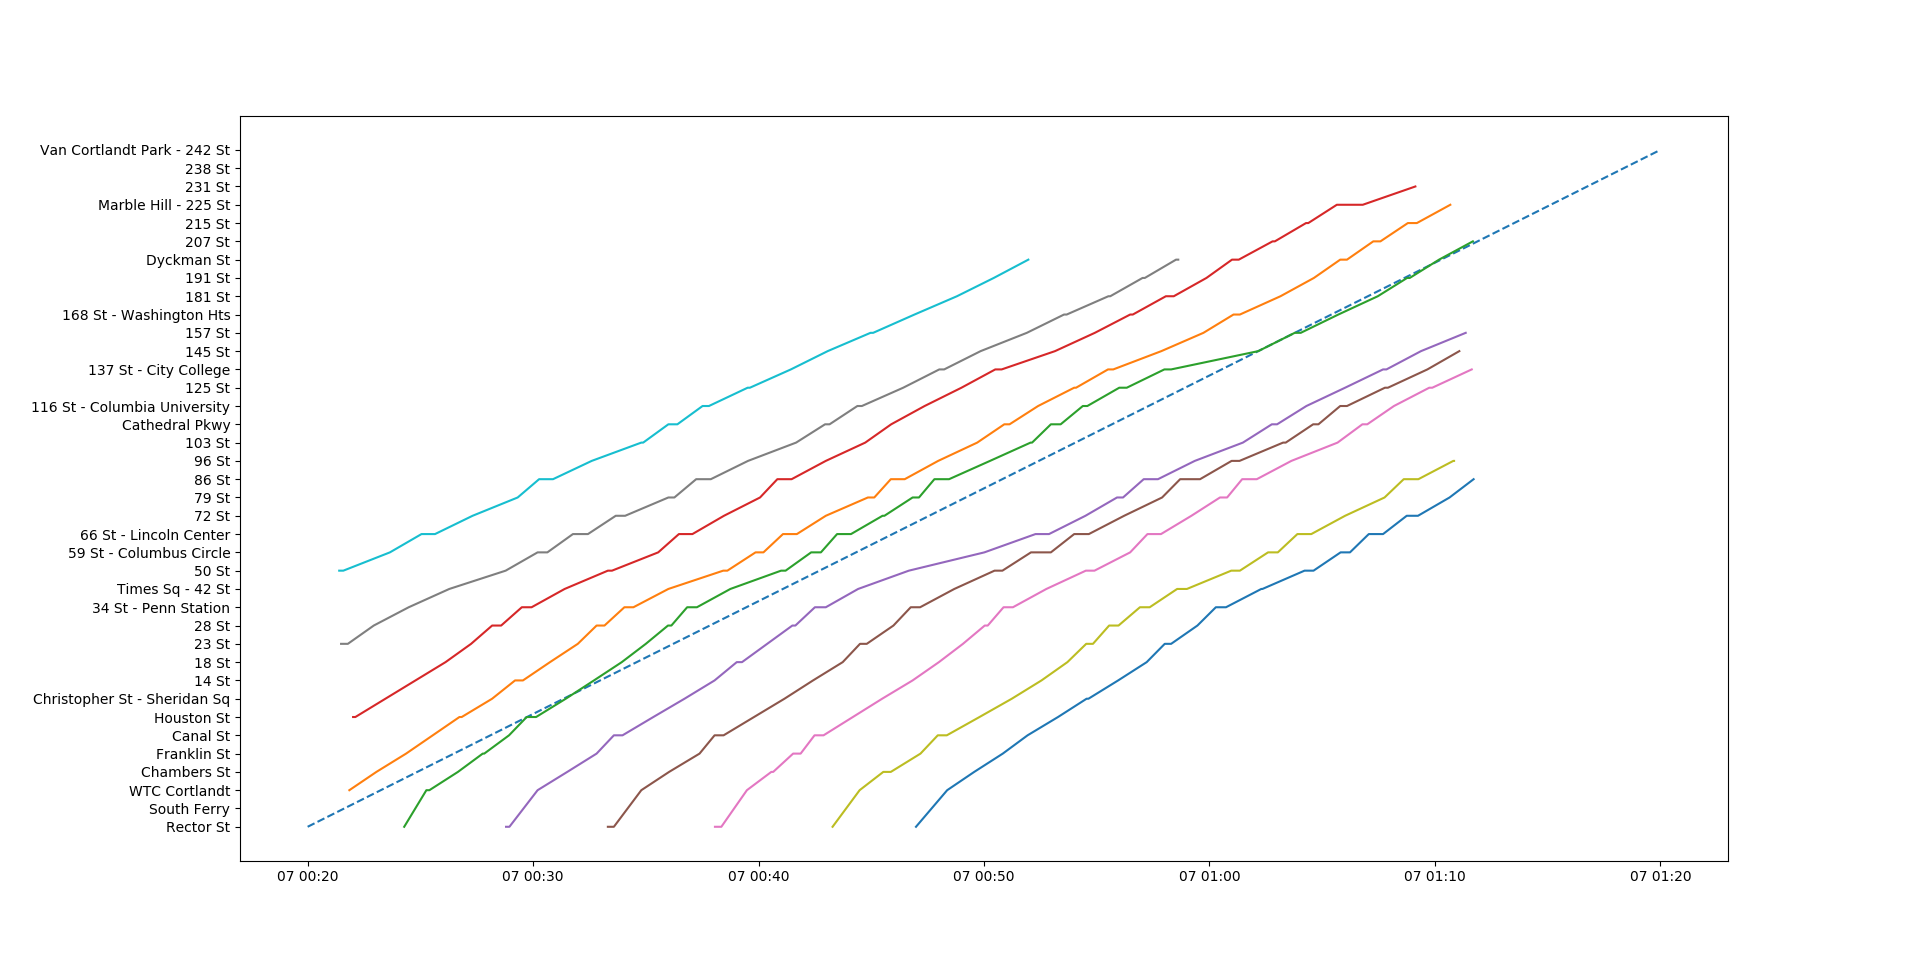 Van Cortlandt Park - 242 St
238 St
231 St
Marble Hill - 225 St
215 St
207 St
Dyckman St
191 St
181 St
168 St - Washington Hts
157 St
145 St
137 St - City College
125 St
116 St - Columbia University
Cathedral Pkwy
103 St
96 St
86 St
79 St
72 St
66 St - Lincoln Center
59 St - Columbus Circle
50 St
Times Sq - 42 St
34 St - Penn Station
28 St
23 St
18 St
14 St
Christopher St - Sheridan Sq
Houston St
Canal St
Franklin St
Chambers St
WTC Cortlandt
South Ferry
Rector St
07 00:20 07 00:30 07 00:40 07 00:50 07 01:00 07 01:10 07 01:20